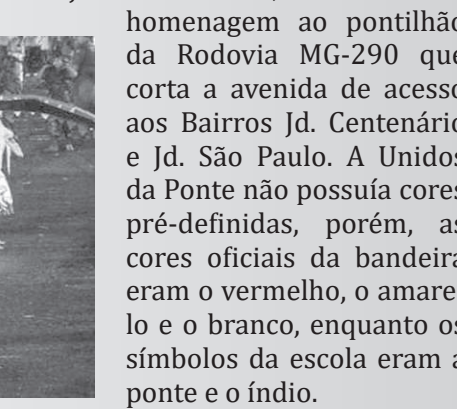 homenagem ao pontilhão
da Rodovia MG-290 que
corta a avenida de acesso
aos Bairros Jd. Centenário
e Jd. São Paulo. A Unidos
da Ponte não possuía cores
pré-definidas, porém, as
cores oficiais da bandeira
eram o vermelho, o amare-
lo e o branco, enquanto os
símbolos da escola eram a
ponte e o índio.